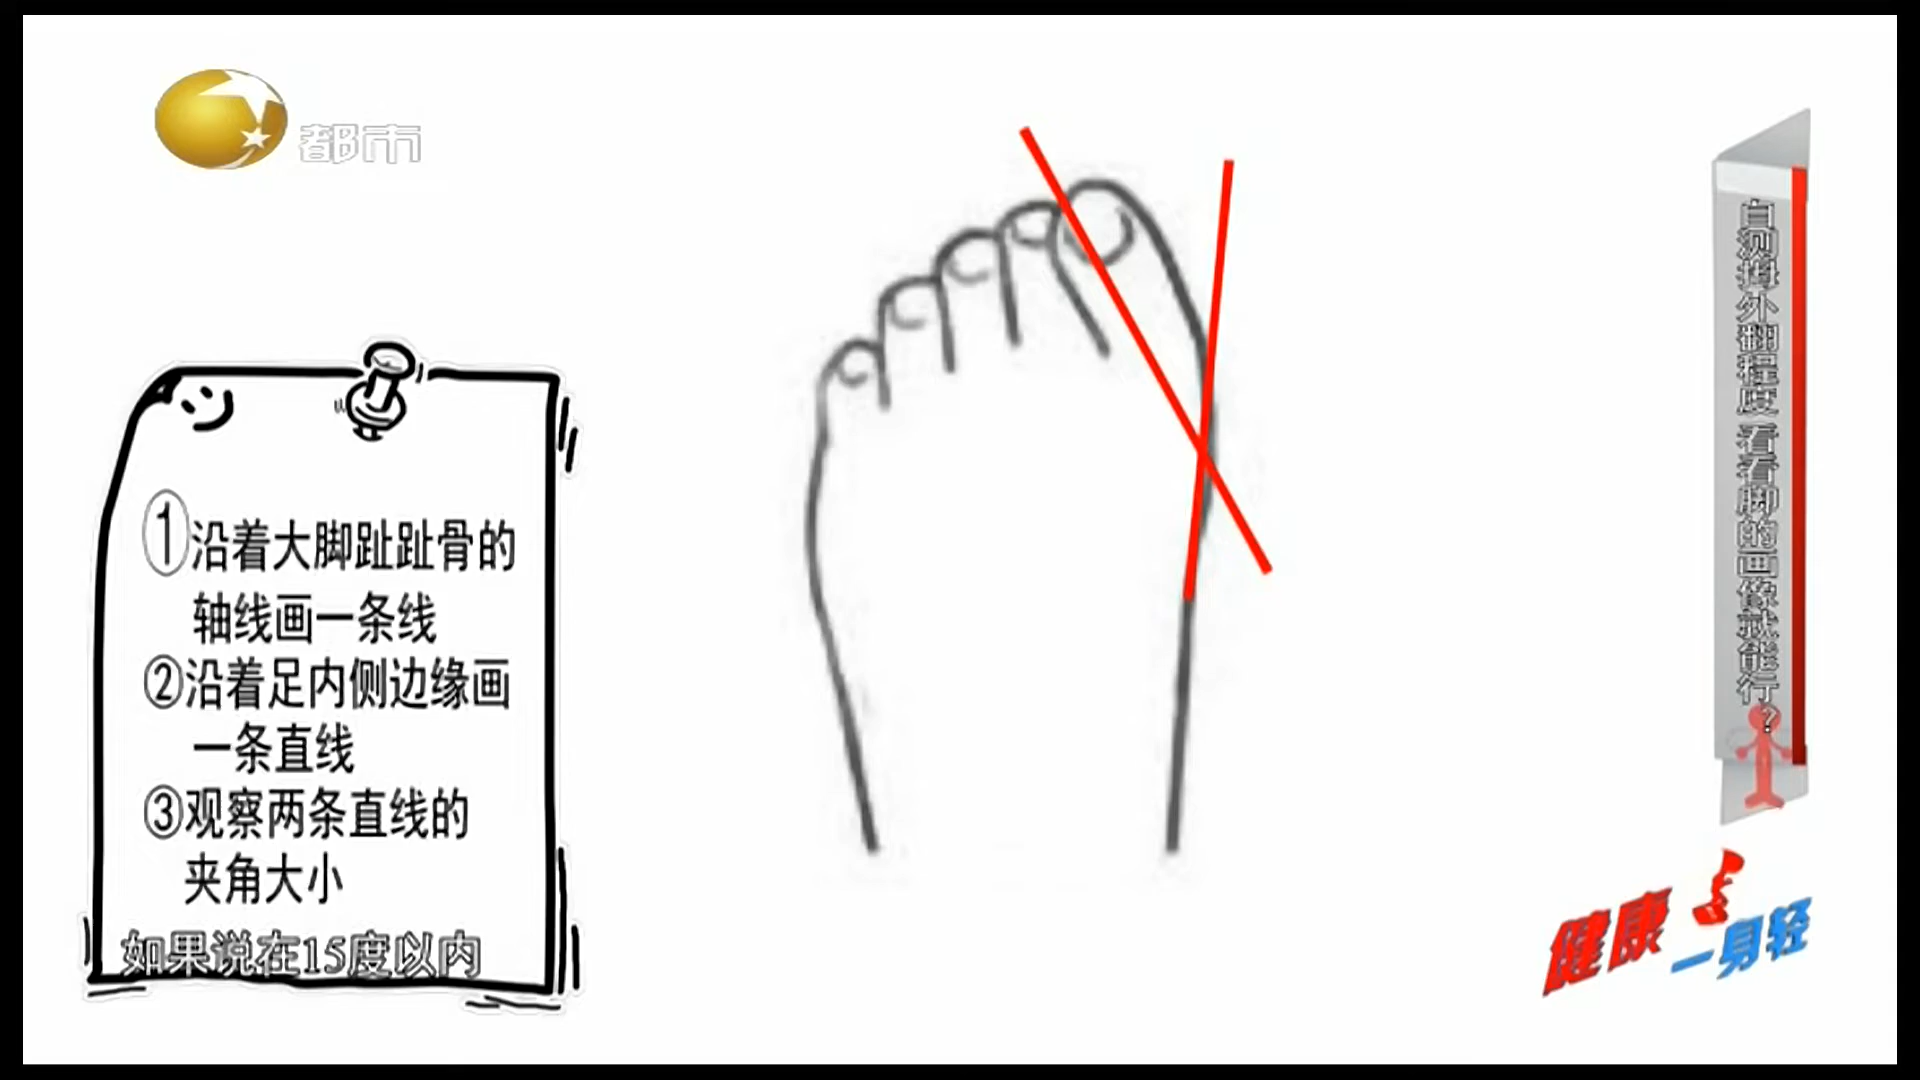 都市
①沿着大脚趾趾骨的
轴线画一条线
②沿着足内侧边缘画
一条直线
③观察两条直线的
夹角大小
如果说在15度以内
自测拇外翻程度 看看脚的画像就能行?
健康
一身轻